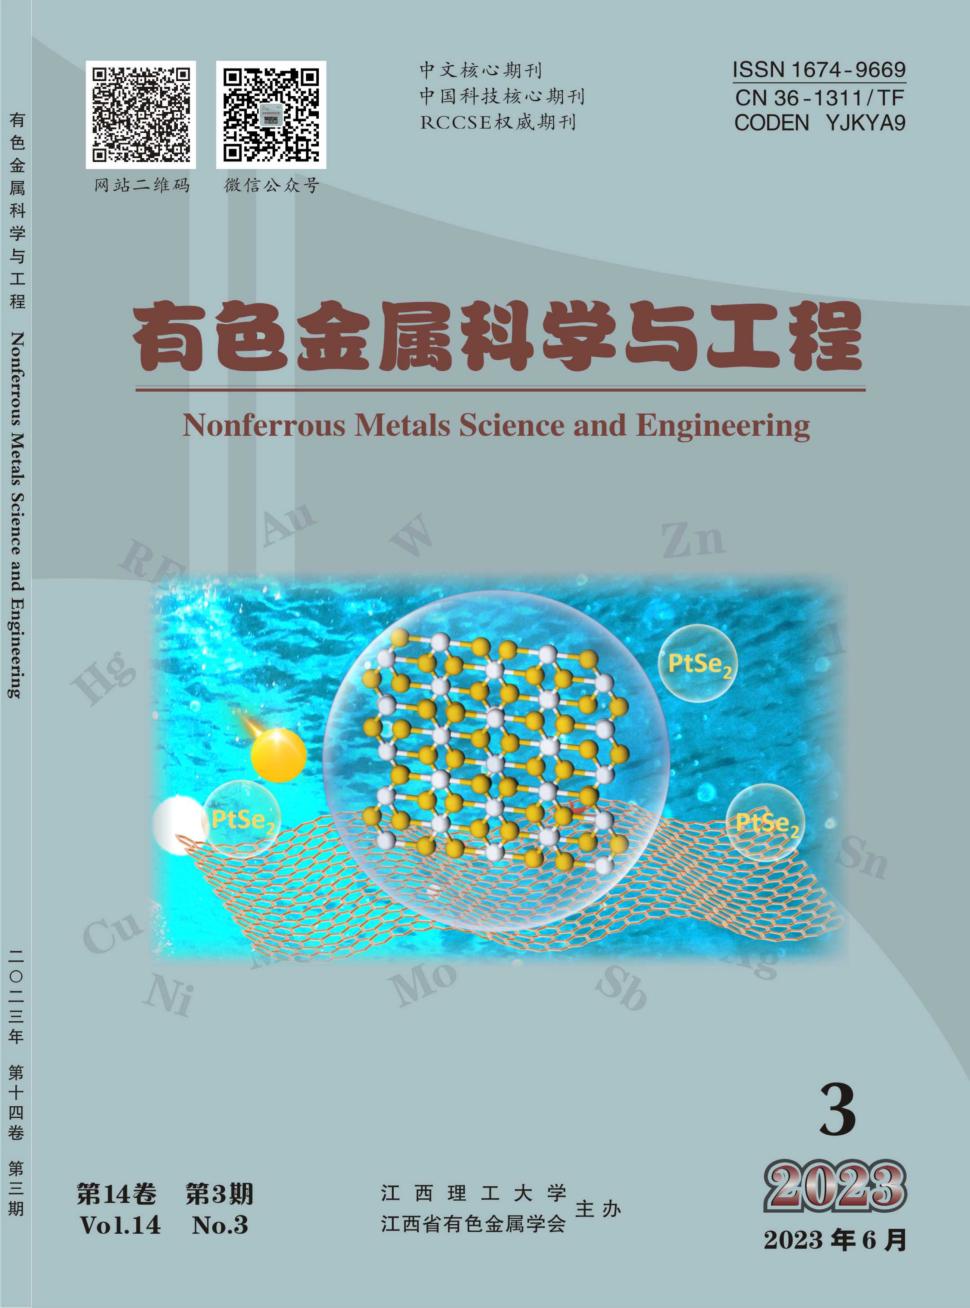 中文核心期刊
中国科技核心期刊
RCCSE权威期刊
ISSN 1674-9669
CN 36-1311/TF
CODEN YJKYA9
网站二维码
微信公众号
有色金属科学与工程
Nonferrous Metals Science and Engineering
Au
W
Zn
Hg
PtSe2
PtSe2
PtSe2
Sn
Cu
Ni
Mo
Sb
3
2023
2023年6月
第14卷 第3期
Vol.14 No.3
江西理工大学
江西省有色金属学会
主办
有色金属科学与工程 Nonferrous Metals Science and Engineering 二〇二三年 第十四卷 第三期